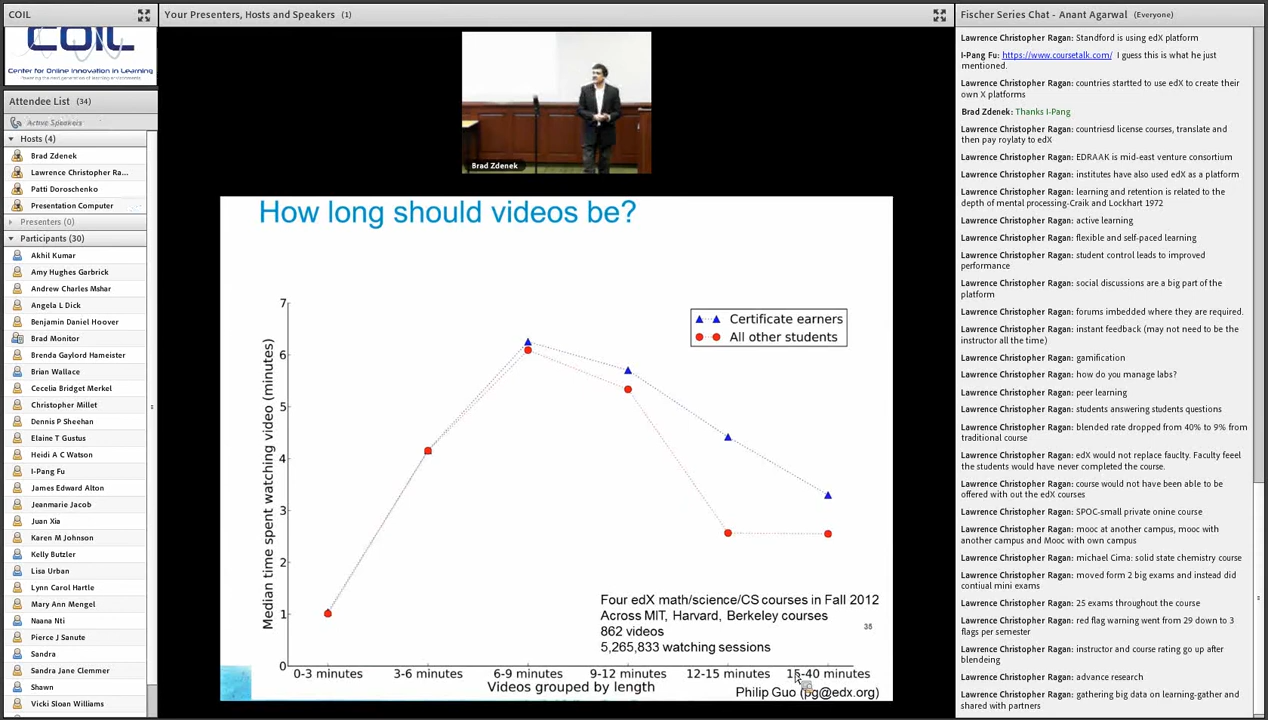 COIL
COIL
Center for Online Innovation in Learning
Attendee List (34)
Active Speakers
Hosts (4)
Brad Zdenek
Lawrence Christopher Ra...
Patti Doroschenko
Presentation Computer
Presenters (0)
Participants (30)
Akhil Kumar
Amy Hughes Garbrick
Andrew Charles Mshar
Angela L Dick
Benjamin Daniel Hoover
Brad Monitor
Brenda Gaylord Hameister
Brian Wallace
Cecelia Bridget Merkel
Christopher Millet
Dennis P Sheehan
Elaine T Gustus
Heidi A C Watson
I-Pang Fu
James Edward Alton
Jeanmarie Jacob
Juan Xia
Karen M Johnson
Kelly Butzler
Lisa Urban
Lynn Carol Hartle
Mary Ann Mengel
Naana Nti
Pierce J Sanute
Sandra
Sandra Jane Clemmer
Shawn
Vicki Sloan Williams
Your Presenters, Hosts and Speakers (1)
Brad Zdenek
How long should videos be?
Median time spent watching video (minutes)
7
6
5
4
3
2
1
0
Certificate earners
All other students
Four edX math/science/CS courses in Fall 2012
Across MIT, Harvard, Berkeley courses
862 videos
5,265,833 watching sessions
0-3 minutes 3-6 minutes 6-9 minutes 9-12 minutes 12-15 minutes 15-40 minutes
Videos grouped by length
Philip Guo (pg@edx.org)
Fischer Series Chat - Anant Agarwal (Everyone)
Lawrence Christopher Ragan: Standford is using edX platform
I-Pang Fu: https://www.coursetalk.com/ I guess this is what he just
mentioned.
Lawrence Christopher Ragan: countries startted to use edX to create their
own X platforms
Brad Zdenek: Thanks I-Pang
Lawrence Christopher Ragan: countriesd license courses, translate and
then pay roylaty to edX
Lawrence Christopher Ragan: EDRAAK is mid-east venture consortium
Lawrence Christopher Ragan: institutes have also used edX as a platform
Lawrence Christopher Ragan: learning and retention is related to the
depth of mental processing-Craik and Lockhart 1972
Lawrence Christopher Ragan: active learning
Lawrence Christopher Ragan: flexible and self-paced learning
Lawrence Christopher Ragan: student control leads to improved
performance
Lawrence Christopher Ragan: social discussions are a big part of the
platform
Lawrence Christopher Ragan: forums imbedded where they are required.
Lawrence Christopher Ragan: instant feedback (may not need to be the
instructor all the time)
Lawrence Christopher Ragan: gamification
Lawrence Christopher Ragan: how do you manage labs?
Lawrence Christopher Ragan: peer learning
Lawrence Christopher Ragan: students answering students questions
Lawrence Christopher Ragan: blended rate dropped from 40% to 9% from
traditional course
Lawrence Christopher Ragan: edX would not replace fauclty. Faculty feeel
the students would have never completed the course.
Lawrence Christopher Ragan: course would not have been able to be
offered with out the edX courses
Lawrence Christopher Ragan: SPOC-small private onine course
Lawrence Christopher Ragan: mooc at another campus, mooc with
another campus and Mooc with own campus
Lawrence Christopher Ragan: michael Cima: solid state chemistry course
Lawrence Christopher Ragan: moved form 2 big exams and instead did
contiual mini exams
Lawrence Christopher Ragan: 25 exams throughout the course
Lawrence Christopher Ragan: red flag warning went from 29 down to 3
flags per semester
Lawrence Christopher Ragan: instructor and course rating go up after
blendeing
Lawrence Christopher Ragan: advance research
Lawrence Christopher Ragan: gathering big data on learning-gather and
shared with partners